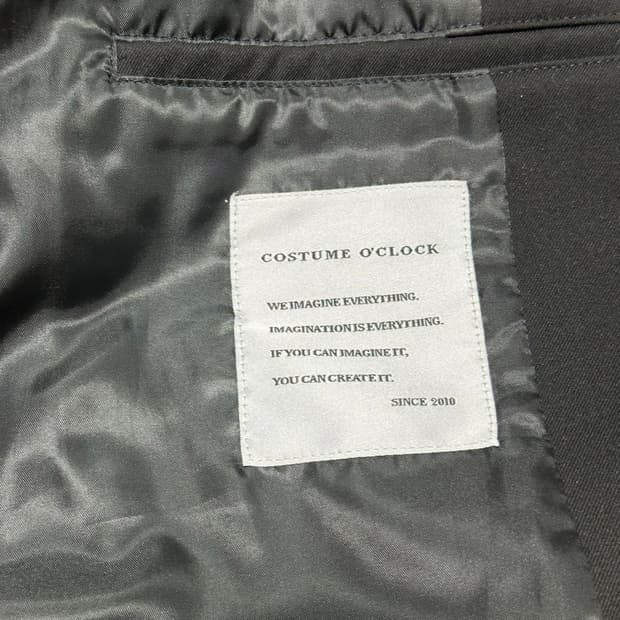 COSTUME O'CLOCK
WE IMAGINE EVERYTHING.
IMAGINATION IS EVERYTHING.
IF YOU CAN IMAGINE IT,
YOU CAN CREATE IT.
SINCE 2010